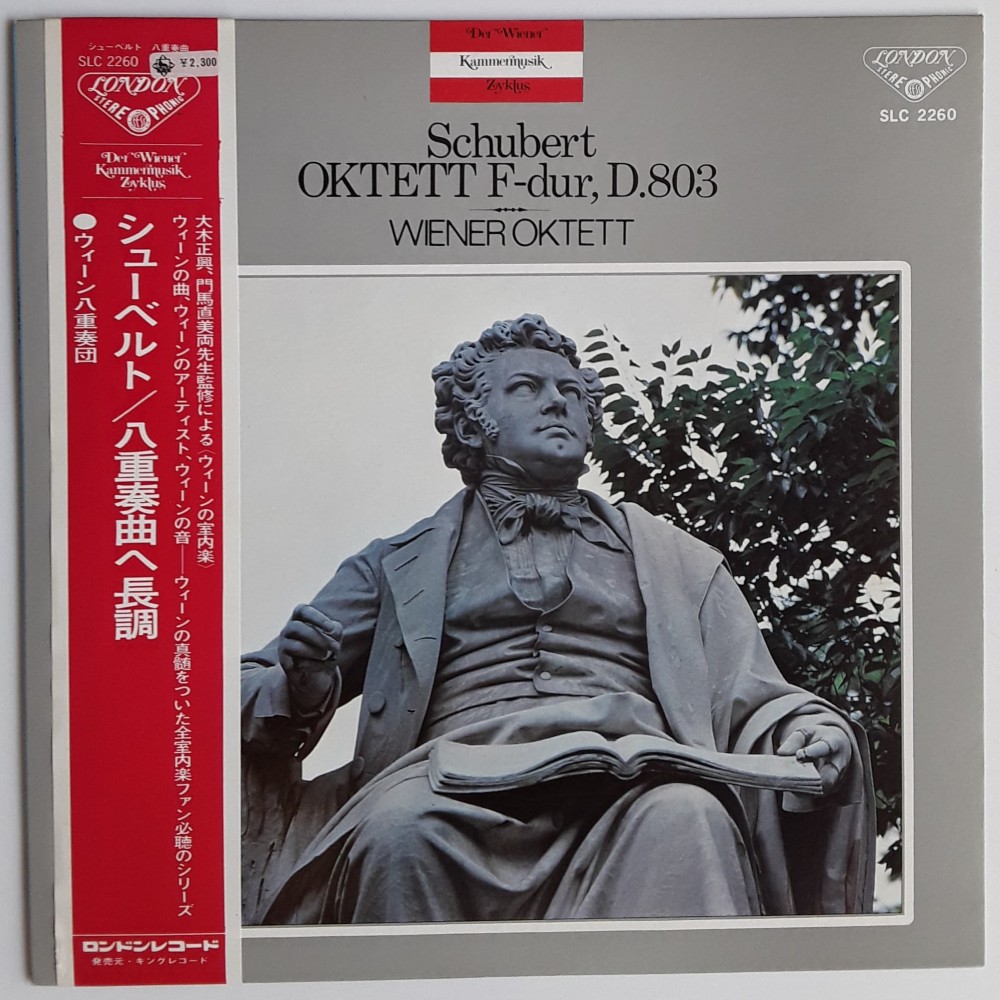 シューベルト 八重奏曲
SLC 2260
¥2,300
LONDON
STEREOPHONIC
Der Wiener
Kammermusik
Zyklus
大木正興、門馬直美両先生監修による〈ウィーンの室内楽〉
ウィーンの曲、ウィーンのアーティスト、ウィーンの音――ウィーンの真髄をついた全室内楽ファン必聴のシリーズ
シューベルト/八重奏曲ヘ長調
●ウィーン八重奏団
ロンドンレコード
発売元・キングレコード
Der Wiener
Kammermusik
Zyklus
LONDON
STEREOPHONIC
SLC 2260
Schubert
OKTETT F-dur, D.803
WIENER OKTETT